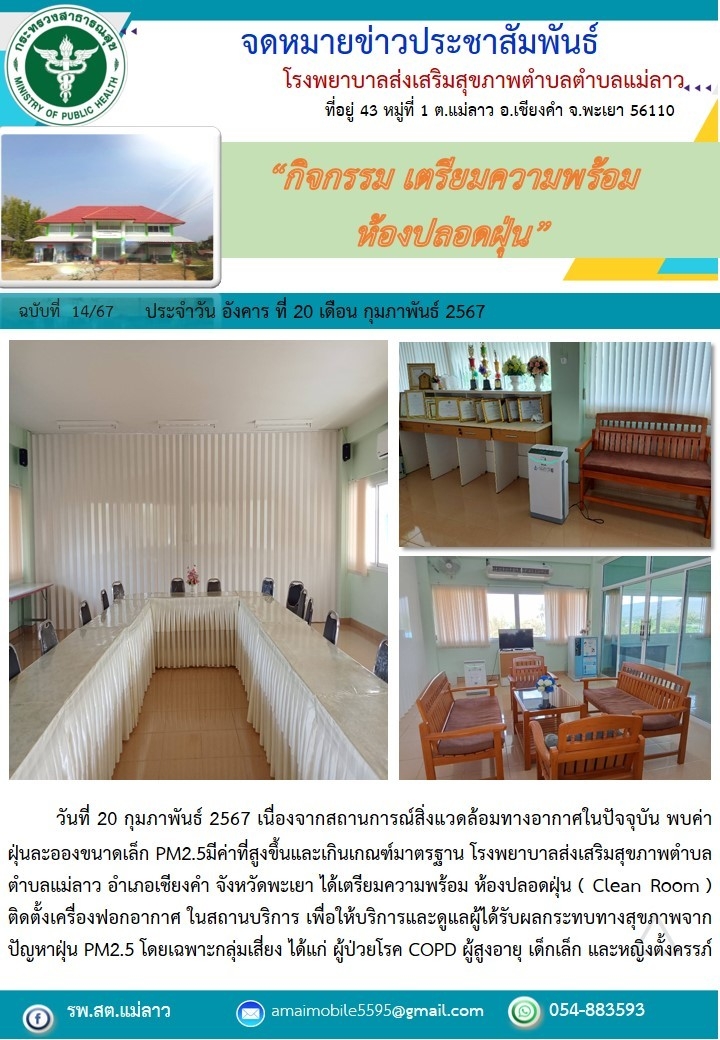 กระทรวงสาธารณสุข
MINISTRY OF PUBLIC HEALTH
จดหมายข่าวประชาสัมพันธ์
โรงพยาบาลส่งเสริมสุขภาพตำบลตำบลแม่ลาว
ที่อยู่ 43 หมู่ที่ 1 ต.แม่ลาว อ.เชียงคำ จ.พะเยา 56110
“กิจกรรม เตรียมความพร้อม
ห้องปลอดฝุ่น”
ฉบับที่ 14/67 ประจำวัน อังคาร ที่ 20 เดือน กุมภาพันธ์ 2567
วันที่ 20 กุมภาพันธ์ 2567 เนื่องจากสถานการณ์สิ่งแวดล้อมทางอากาศในปัจจุบัน พบค่า
ฝุ่นละอองขนาดเล็ก PM2.5มีค่าที่สูงขึ้นและเกินเกณฑ์มาตรฐาน โรงพยาบาลส่งเสริมสุขภาพตำบล
ตำบลแม่ลาว อำเภอเชียงคำ จังหวัดพะเยา ได้เตรียมความพร้อม ห้องปลอดฝุ่น ( Clean Room )
ติดตั้งเครื่องฟอกอากาศ ในสถานบริการ เพื่อให้บริการและดูแลผู้ได้รับผลกระทบทางสุขภาพจาก
ปัญหาฝุ่น PM2.5 โดยเฉพาะกลุ่มเสี่ยง ได้แก่ ผู้ป่วยโรค COPD ผู้สูงอายุ เด็กเล็ก และหญิงตั้งครรภ์
รพ.สต.แม่ลาว amaimobile5595@gmail.com 054-883593